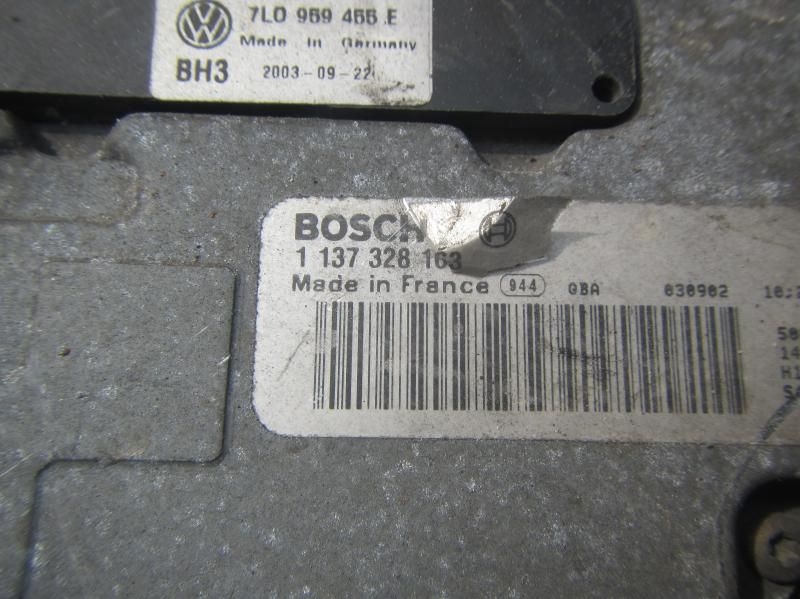 7L0 959 455 E
Made in Germany
BH3 2003-09-22
BOSCH
1 137 328 163
Made in France 944 GBA 030902